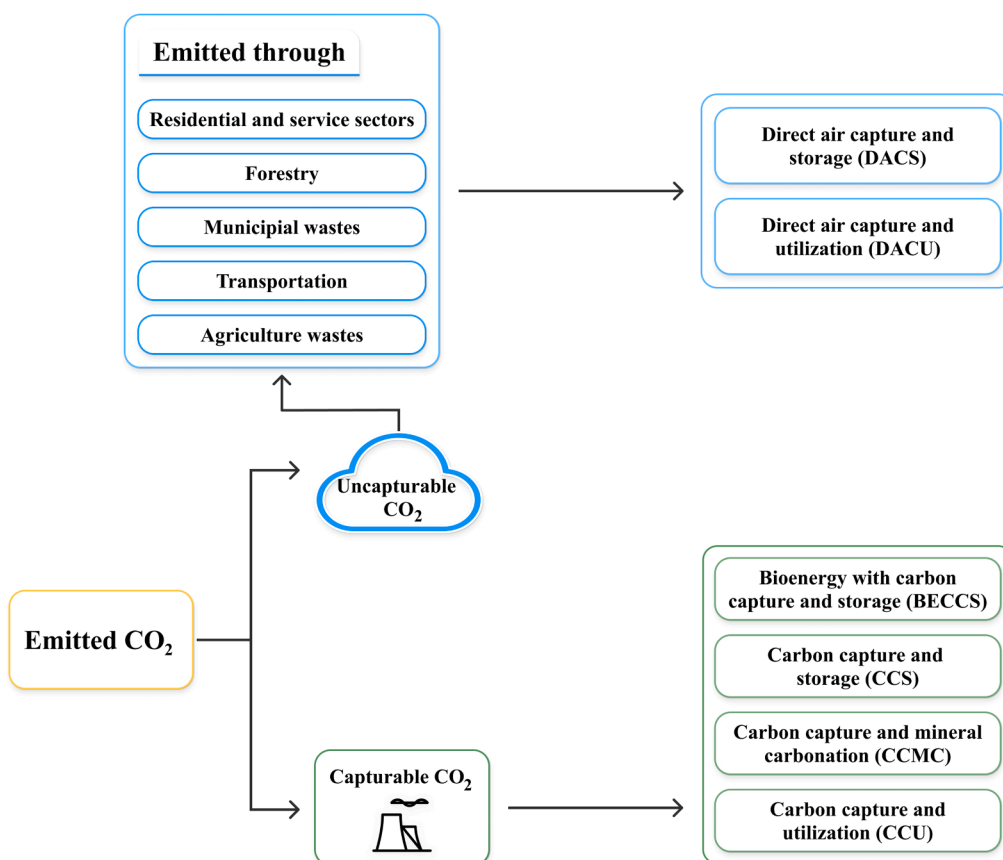 Emitted through
Residential and service sectors
Forestry
Municipial wastes
Transportation
Agriculture wastes
Direct air capture and
storage (DACS)
Direct air capture and
utilization (DACU)
Uncapturable
CO₂
Emitted CO₂
Capturable CO₂
Bioenergy with carbon
capture and storage (BECCS)
Carbon capture and
storage (CCS)
Carbon capture and mineral
carbonation (CCMC)
Carbon capture and
utilization (CCU)